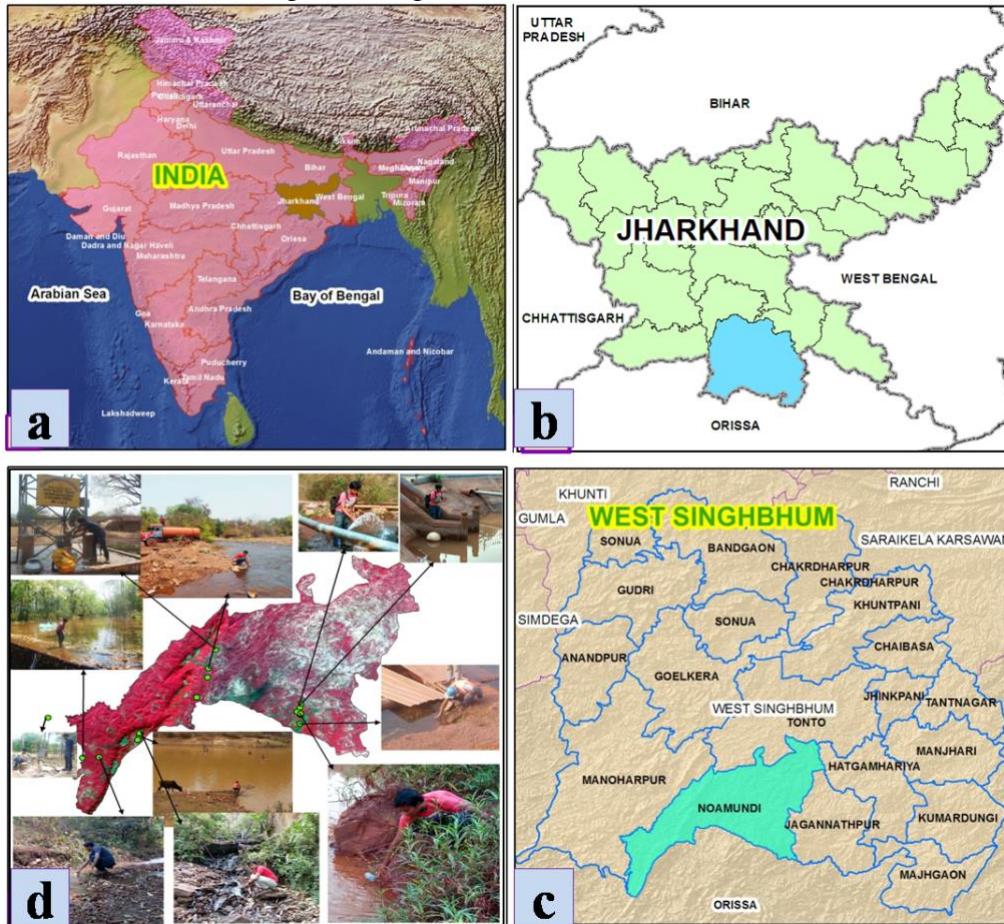 Jammu & Kashmir
Himachal Pradesh
Chandigarh
Uttaranchal
Haryana
Delhi
Rajasthan
Uttar Pradesh
Sikkim
Arunachal Pradesh
Nagaland
Manipur
Tripura
Mizoram
Bihar
INDIA
Jharkhand
West Bengal
Gujarat
Madhya Pradesh
Chhattisgarh
Orissa
Daman and Diu
Dadra and Nagar Haveli
Maharashtra
Telangana
Arabian Sea
Bay of Bengal
Andhra Pradesh
Goa
Karnataka
Puducherry
Andaman and Nicobar
Kerala
Tamil Nadu
Lakshadweep
a
UTTAR
PRADESH
BIHAR
JHARKHAND
WEST BENGAL
CHHATTISGARH
ORISSA
b
d
KHUNTI
RANCHI
GUMLA
WEST SINGHBHUM
SONUA
BANDGAON
SARAIKELA KARSAWAN
CHAKRDHARPUR
CHAKRDHARPUR
GUDRI
KHUNTPANI
SIMDEGA
SONUA
CHAIBASA
ANANDPUR
GOELKERA
JHINKPANI
TANTNAGAR
WEST SINGHBHUM
TONTO
MANJHARI
HATGAMHARIYA
MANOHARPUR
NOAMUNDI
JAGANNATHPUR
KUMARDUNGI
MAJHGAON
ORISSA
c